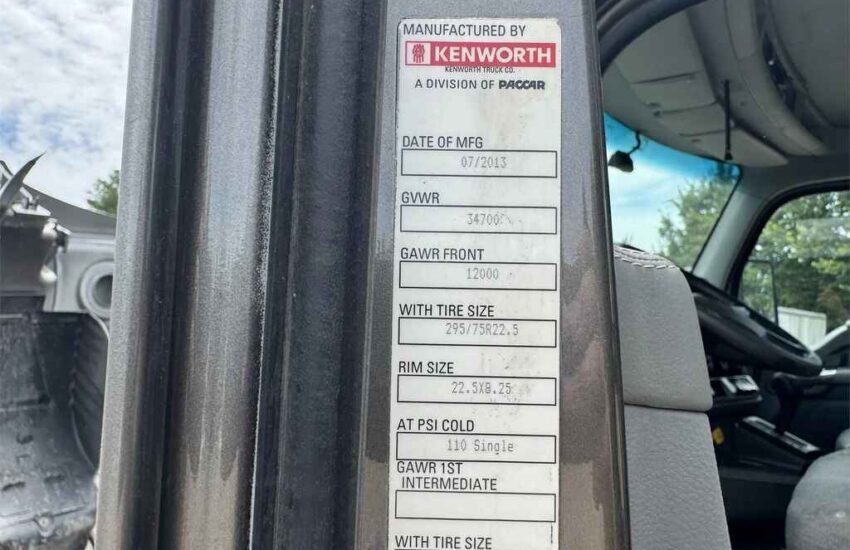 MANUFACTURED BY
KENWORTH
KENWORTH TRUCK CO.
A DIVISION OF PACCAR
DATE OF MFG
07/2013
GVWR
34700
GAWR FRONT
12000
WITH TIRE SIZE
295/75R22.5
RIM SIZE
22.5X8.25
AT PSI COLD
110 Single
GAWR 1ST
INTERMEDIATE
WITH TIRE SIZE